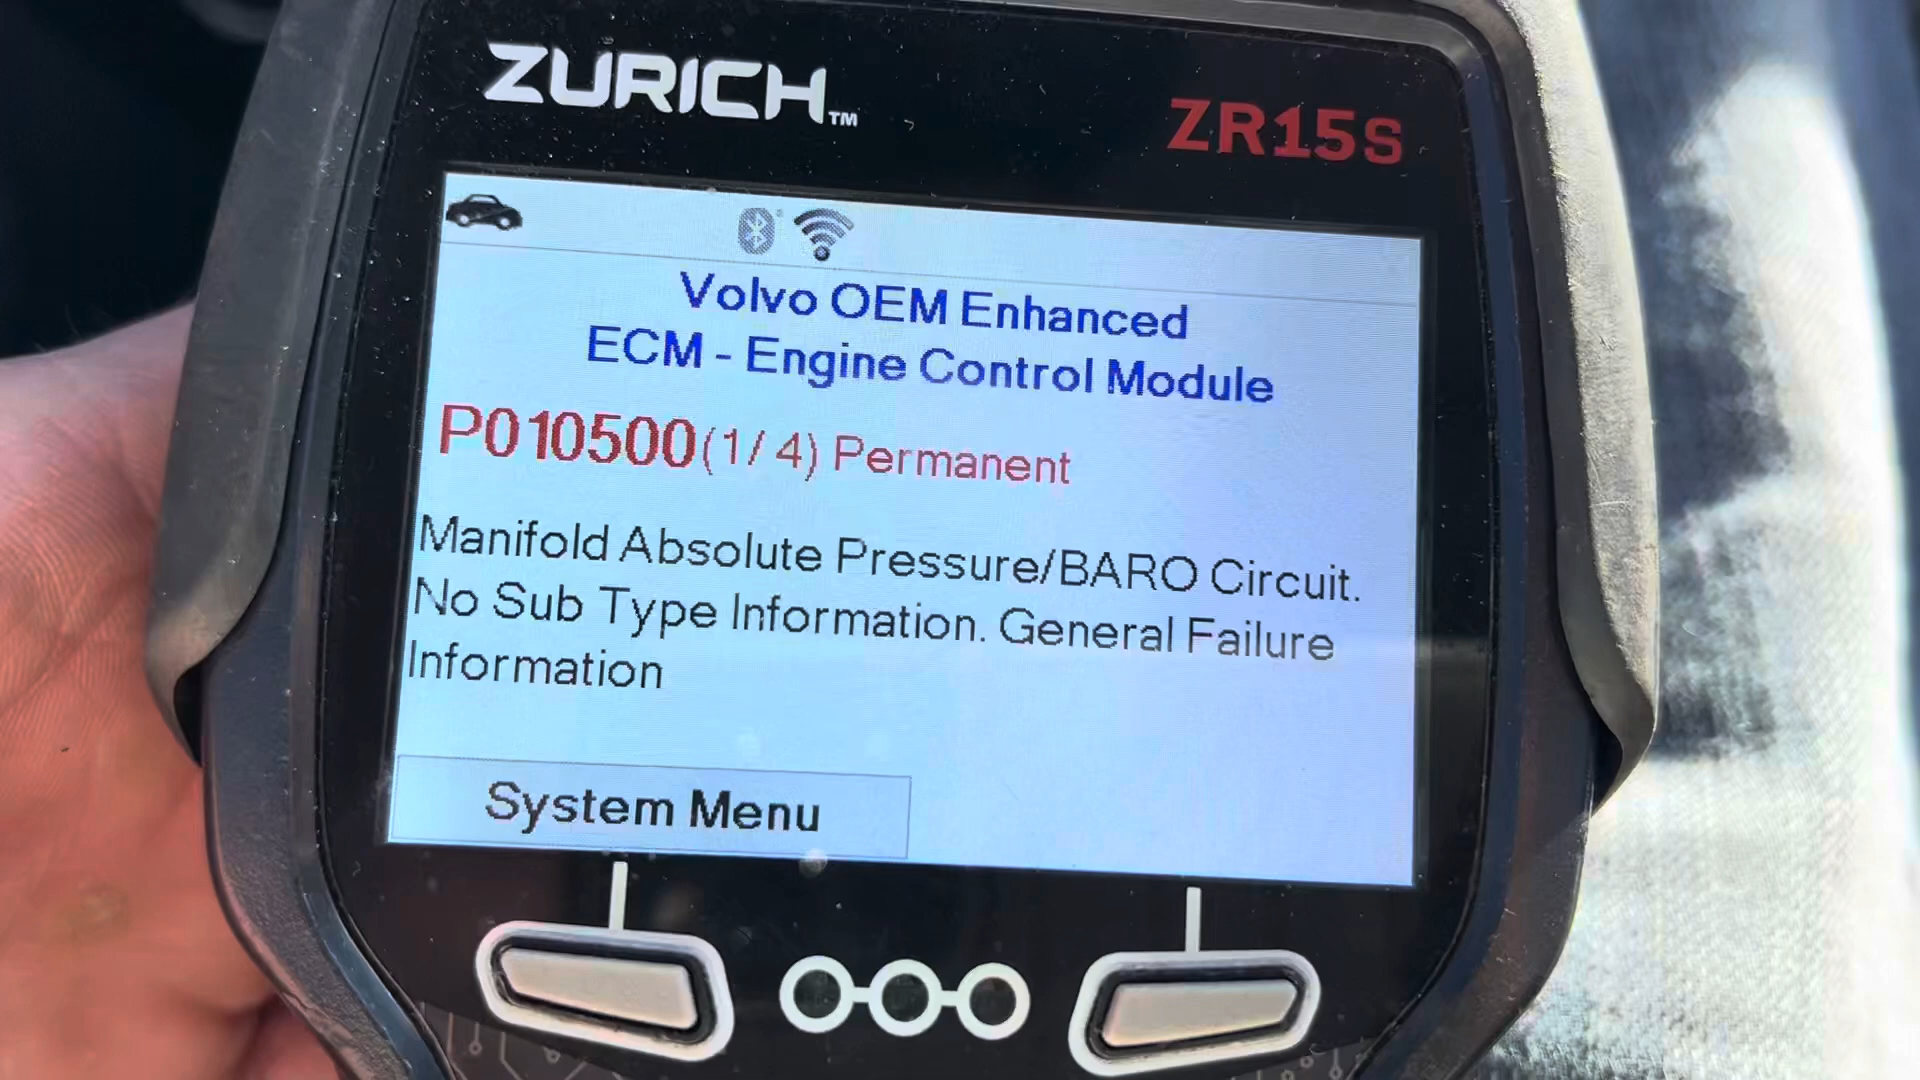 ZURICH™
ZR15S
Volvo OEM Enhanced
ECM - Engine Control Module
P010500(1/ 4) Permanent
Manifold Absolute Pressure/BARO Circuit.
No Sub Type Information. General Failure
Information
System Menu